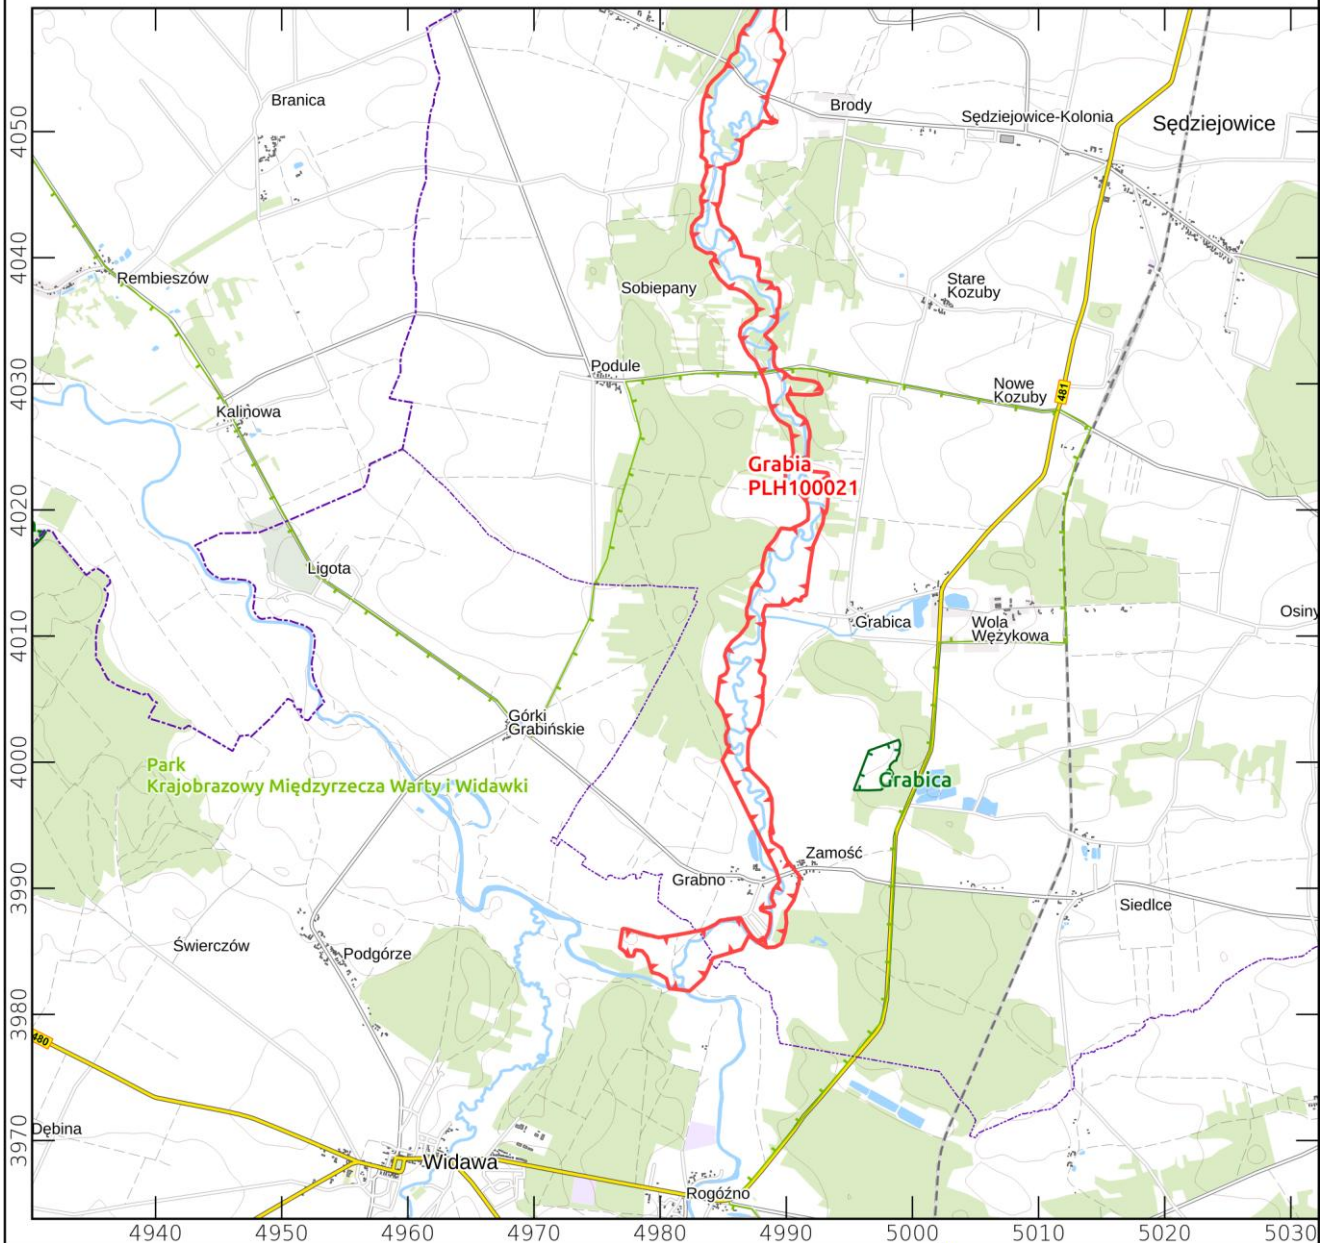 Branica
Brody
Sędziejowice-Kolonia
Sędziejowice
4050
4040
Rembieszów
Sobiepany
Stare
Kozuby
4030
Podule
Nowe
Kozuby
481
Kalinowa
Grabia
PLH100021
4020
Ligota
4010
Grabica
Wola
Wężykowa
Osiny
Górki
Grabińskie
4000
Park
Krajobrazowy Międzyrzecza Warty i Widawki
Grabica
3990
Grabno
Zamość
Siedlce
Świerczów
Podgórze
3980
480
3970
Dębina
Widawa
Rogóźno
4940 4950 4960 4970 4980 4990 5000 5010 5020 5030